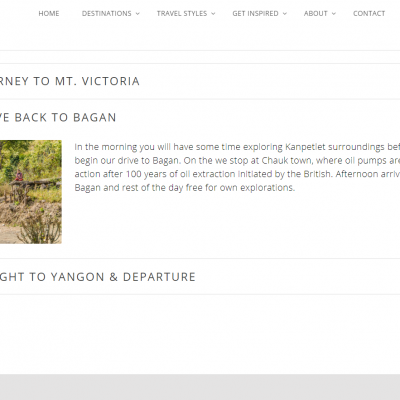 HOME DESTINATIONS TRAVEL STYLES GET INSPIRED ABOUT CONTACT
RNEY TO MT. VICTORIA
VE BACK TO BAGAN
In the morning you will have some time exploring Kanpetlet surroundings bef
begin our drive to Bagan. On the we stop at Chauk town, where oil pumps are
action after 100 years of oil extraction initiated by the British. Afternoon arriv
Bagan and rest of the day free for own explorations.
GHT TO YANGON & DEPARTURE